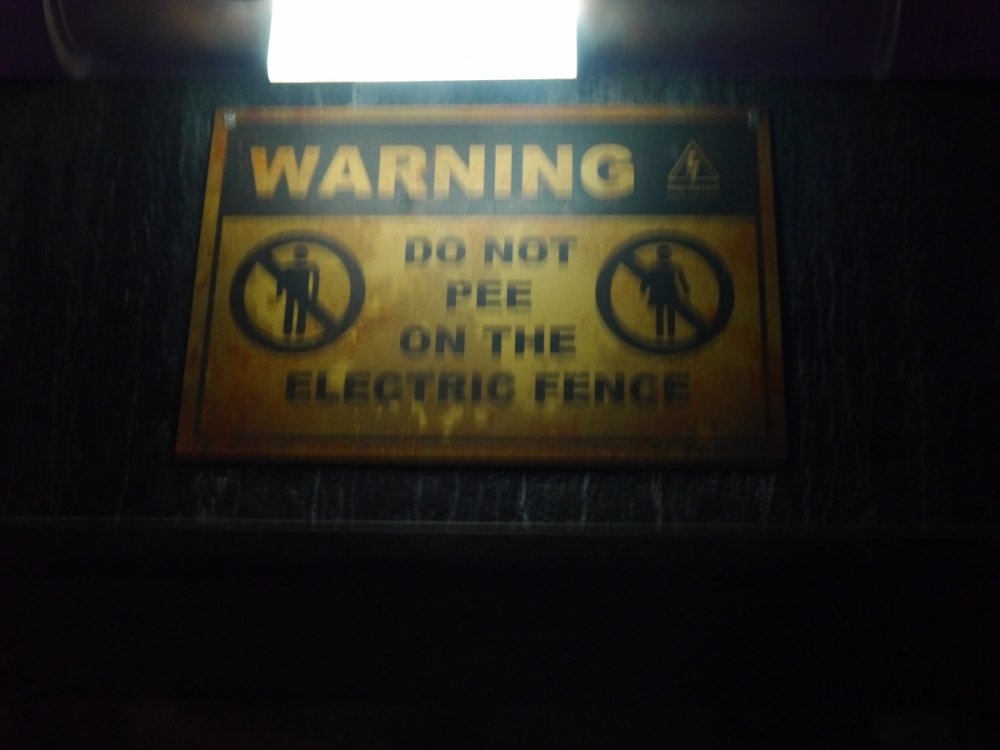 WARNING
DO NOT
PEE
ON THE
ELECTRIC FENCE